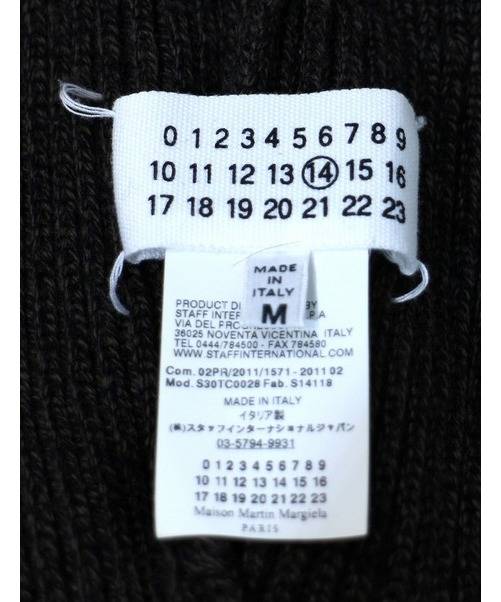 0 1 2 3 4 5 6 7 8 9
10 11 12 13 14 15 16
17 18 19 20 21 22 23
MADE
IN
ITALY
M
PRODUCT DI BY
STAFF INTER .P.A
VIA DEL PROGR
36025 NOVENTA VICENTINA ITALY
TEL 0444/784500 - FAX 784580
WWW.STAFFINTERNATIONAL.COM
Com. 02PR/2011/1571 - 2011 02
Mod. S30TC0028 Fab. S14118
MADE IN ITALY
イタリア製
(株)スタッフインターナショナルジャパン
03-5794-9931
0 1 2 3 4 5 6 7 8 9
10 11 12 13 14 15 16
17 18 19 20 21 22 23
Maison Martin Margiela
PARIS